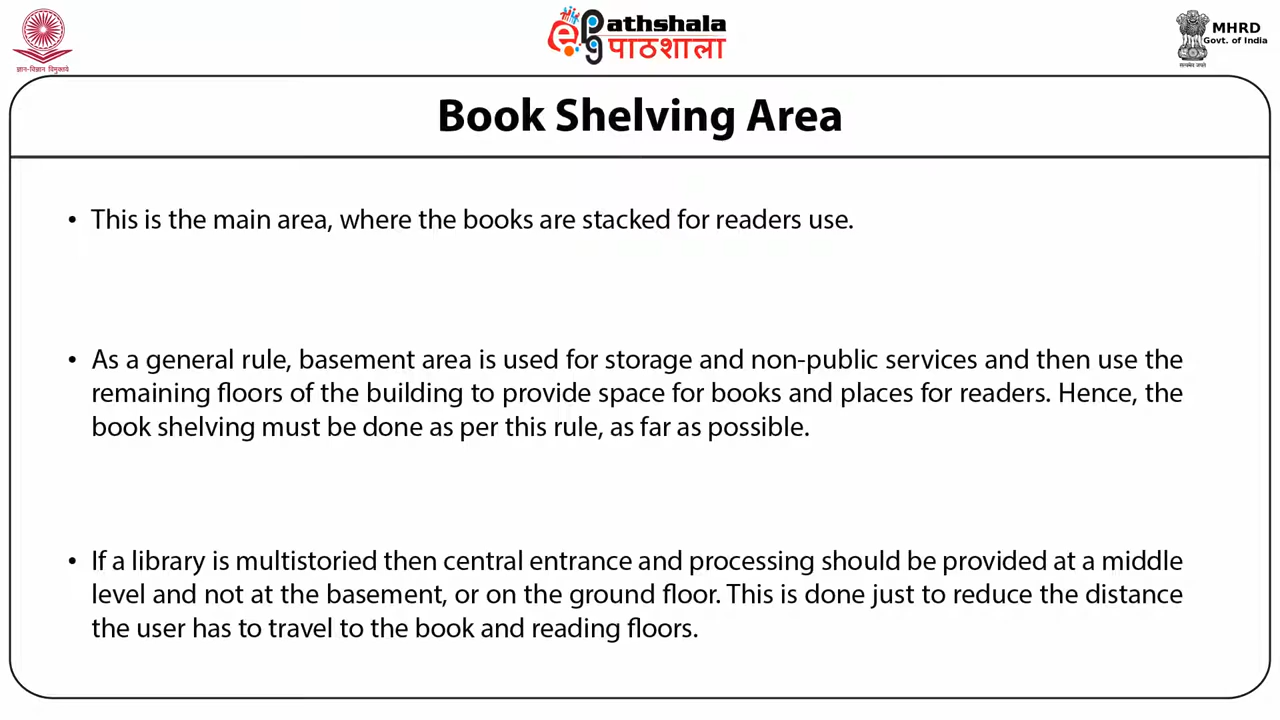 ज्ञान-विज्ञान विमुक्तये
ePathshala
पाठशाला
सत्यमेव जयते
MHRD
Govt. of India
Book Shelving Area
• This is the main area, where the books are stacked for readers use.
• As a general rule, basement area is used for storage and non-public services and then use the
remaining floors of the building to provide space for books and places for readers. Hence, the
book shelving must be done as per this rule, as far as possible.
• If a library is multistoried then central entrance and processing should be provided at a middle
level and not at the basement, or on the ground floor. This is done just to reduce the distance
the user has to travel to the book and reading floors.